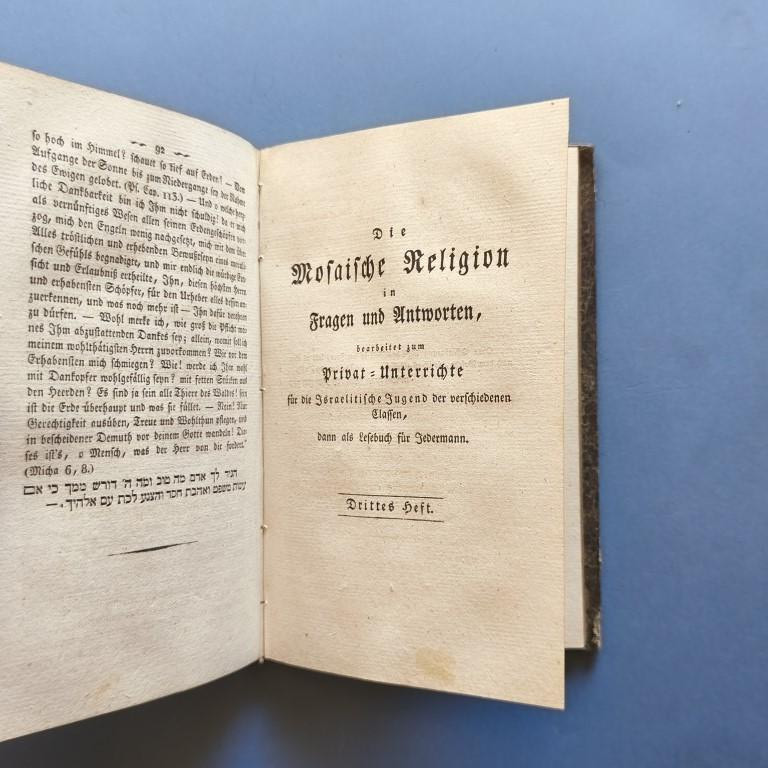 92
so hoch im Himmel? schauet so tief auf Erden! — Vom
Aufgange der Sonne bis zum Niedergange sey der Nahme
des Ewigen gelobet. (Ps. Cap. 113.) — Und o welche herz-
liche Dankbarkeit bin ich Ihm nicht schuldig! da er mich
als vernünftiges Wesen allen seinen Erdengeschöpfen vor-
zog, mich den Engeln wenig nachgesetzt, mich mit dem über
Alles tröstlichen und erhebenden Bewußtseyn eines morali-
schen Gefühls begnadigt, und mir endlich die würdige Ein-
sicht und Erlaubniß ertheilte, Ihn, diesen höchsten Herrn
und erhabensten Schöpfer, für den Urheber alles dessen an-
zuerkennen, und was noch mehr ist — Ihn dafür verehren
zu dürfen. — Wohl merke ich, wie groß die Pflicht mei-
nes Ihm abzustattenden Dankes sey; allein, womit soll ich
meinem wohlthätigsten Herrn zuvorkommen? Wie vor dem
Erhabensten mich schmiegen? Wie! werde ich Ihm wohl
mit Dankopfer wohlgefällig seyn? mit fetten Stücken aus
den Heerden? Es sind ja sein alle Thiere des Waldes! sein
ist die Erde überhaupt und was sie füllet. — Nein! Nur
Gerechtigkeit ausüben, Treue und Wohlthun pflegen, und
in bescheidener Demuth vor deinem Gotte wandeln! Die-
ses ist's, o Mensch, was der Herr von dir fordert.
(Micha 6, 8.)
הגיד לך אדם מה טוב ומה ה' דורש ממך כי אם
עשות משפט ואהבת חסד והצנע לכת עם אלהיך. —
Die
Mosaische Religion
in
Fragen und Antworten,
bearbeitet zum
Privat-Unterrichte
für die Israelitische Jugend der verschiedenen
Classen,
dann als Lesebuch für Jedermann.
Drittes Heft.